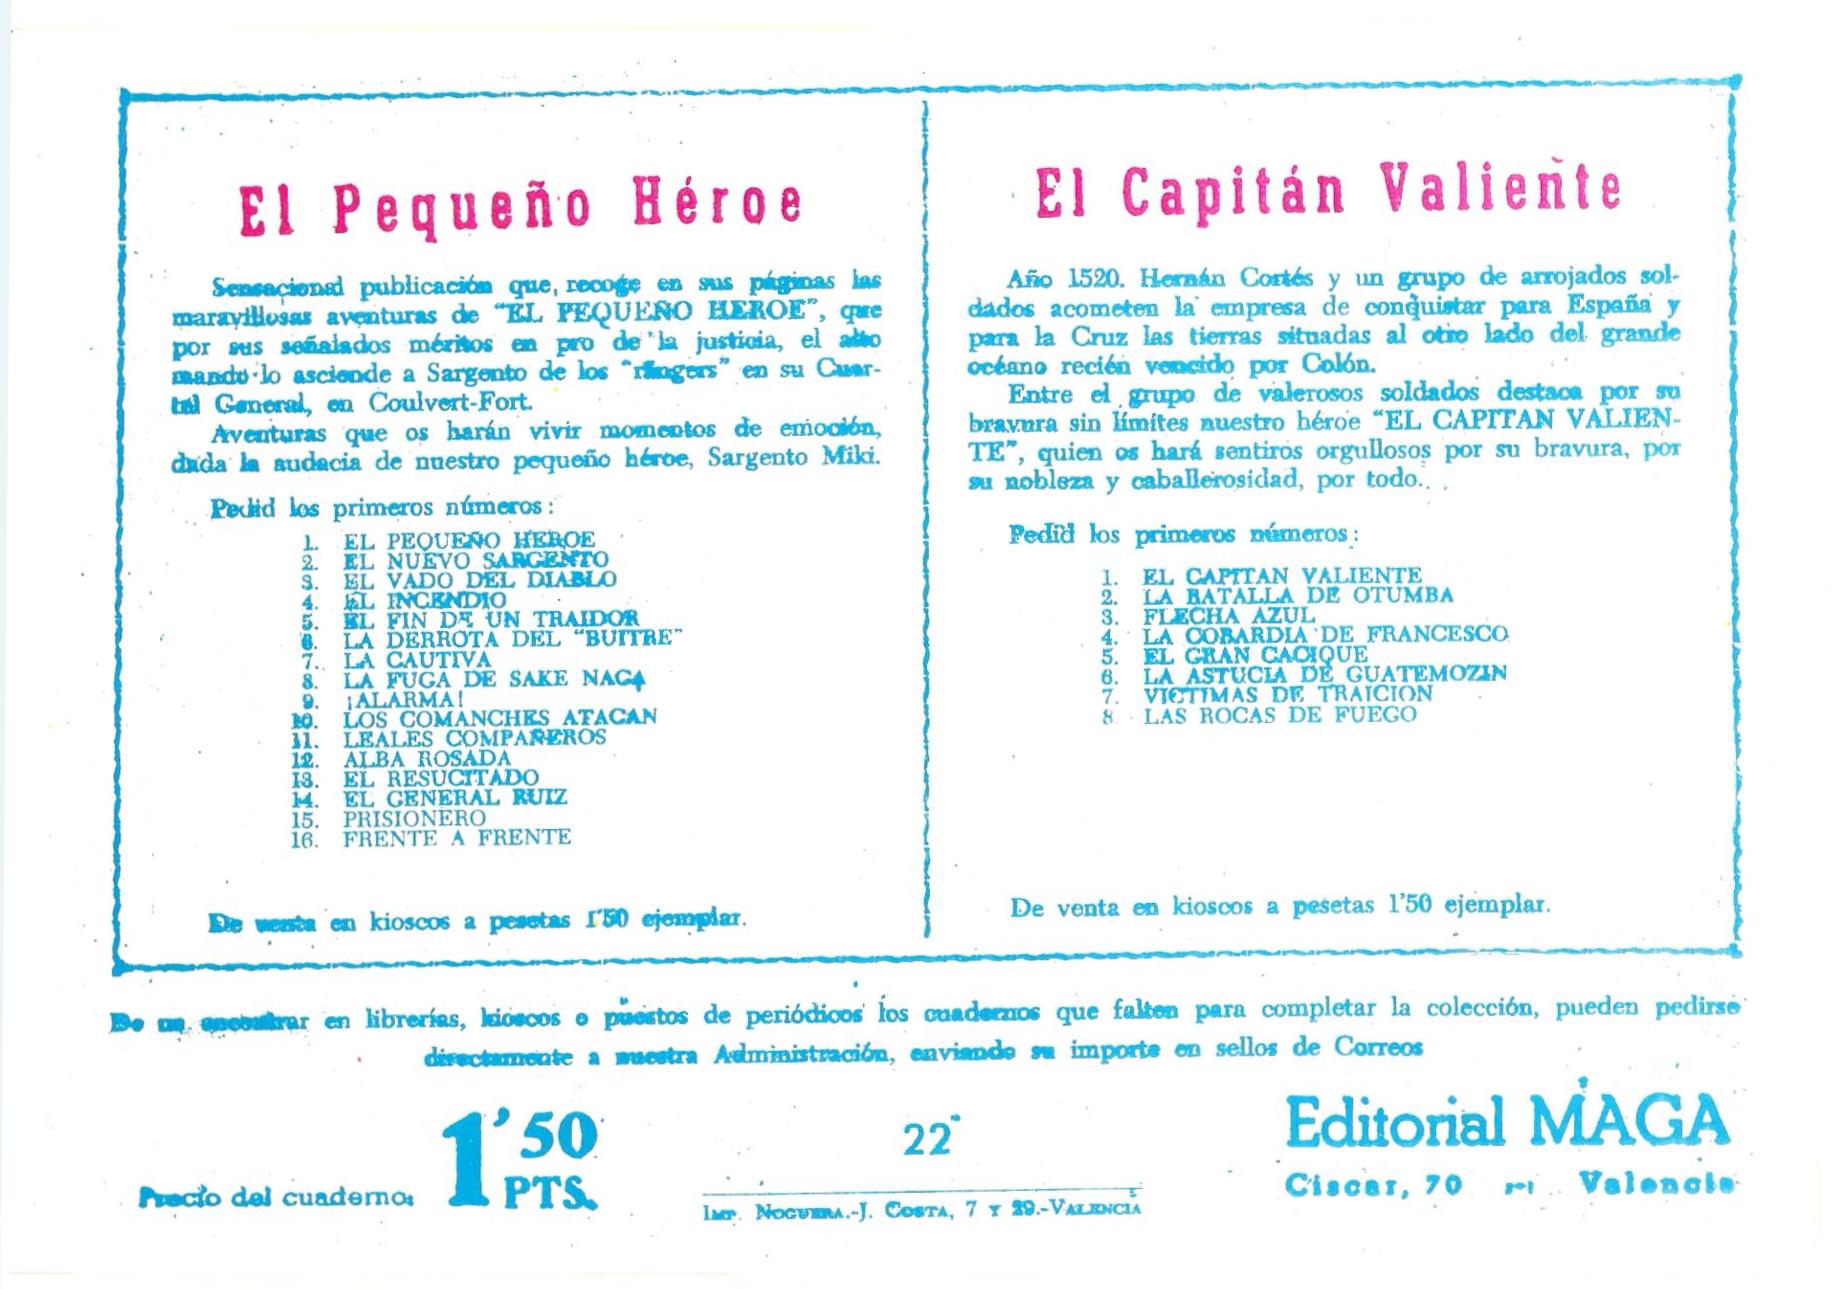 El Pequeño Héroe
Sensacional publicación que, recoge en sus páginas las
maravillosas aventuras de "EL PEQUEÑO HEROE", que
por sus señalados méritos en pro de la justicia, el alto
mando lo asciende a Sargento de los "rangers" en su Cuar-
tel General, en Coulvert-Fort.
Aventuras que os harán vivir momentos de emoción,
dada la audacia de nuestro pequeño héroe, Sargento Miki.
Pedid los primeros números:
1. EL PEQUEÑO HEROE
2. EL NUEVO SARGENTO
3. EL VADO DEL DIABLO
4. EL INCENDIO
5. EL FIN DE UN TRAIDOR
6. LA DERROTA DEL "BUITRE"
7. LA CAUTIVA
8. LA FUGA DE SAKE NAGA
9. ¡ALARMA!
10. LOS COMANCHES ATACAN
11. LEALES COMPAÑEROS
12. ALBA ROSADA
13. EL RESUCITADO
14. EL GENERAL RUIZ
15. PRISIONERO
16. FRENTE A FRENTE
De venta en kioscos a pesetas 1'50 ejemplar.
El Capitán Valiente
Año 1520. Hernán Cortés y un grupo de arrojados sol-
dados acometen la empresa de conquistar para España y
para la Cruz las tierras situadas al otro lado del grande
océano recién vencido por Colón.
Entre el grupo de valerosos soldados destaca por su
bravura sin límites nuestro héroe "EL CAPITAN VALIEN-
TE", quien os hará sentiros orgullosos por su bravura, por
su nobleza y caballerosidad, por todo...
Pedid los primeros números:
1. EL CAPITAN VALIENTE
2. LA BATALLA DE OTUMBA
3. FLECHA AZUL
4. LA COBARDIA DE FRANCESCO
5. EL GRAN CACIQUE
6. LA ASTUCIA DE GUATEMOZIN
7. VICTIMAS DE TRAICION
8. LAS ROCAS DE FUEGO
De venta en kioscos a pesetas 1'50 ejemplar.
De no encontrar en librerías, kioscos o puestos de periódicos los cuadernos que falten para completar la colección, pueden pedirse
directamente a nuestra Administración, enviando su importe en sellos de Correos
Precio del cuaderno: 1'50 PTS.
22
IMP. NOGUERA.-J. COSTA, 7 Y 29.-VALENCIA
Editorial MAGA
Ciscar, 70 Valencia